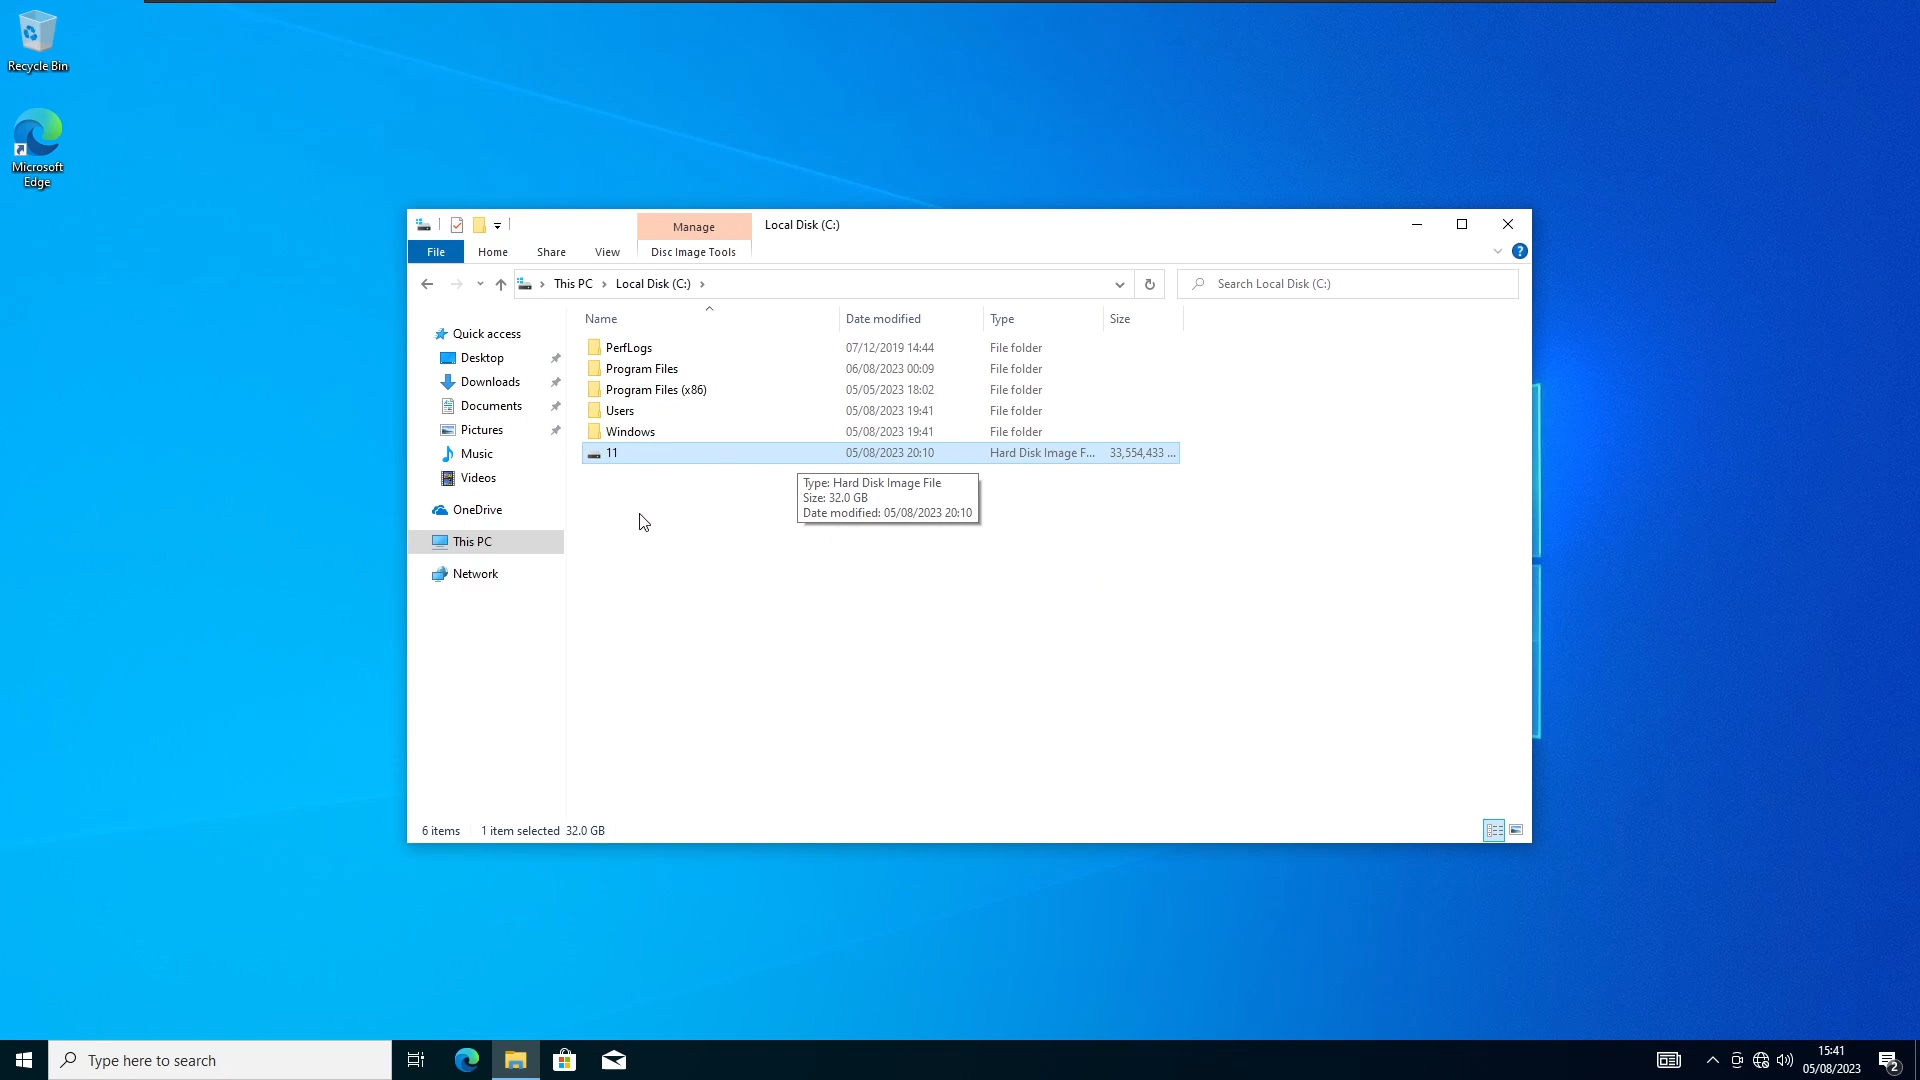 Recycle Bin
Microsoft
Edge
Manage
Local Disk (C:)
File
Home
Share
View
Disc Image Tools
?
This PC
Local Disk (C:)
Search Local Disk (C:)
Name
Date modified
Type
Size
Quick access
Desktop
Downloads
Documents
Pictures
Music
Videos
OneDrive
This PC
Network
PerfLogs 07/12/2019 14:44 File folder
Program Files 06/08/2023 00:09 File folder
Program Files (x86) 05/05/2023 18:02 File folder
Users 05/08/2023 19:41 File folder
Windows 05/08/2023 19:41 File folder
11 05/08/2023 20:10 Hard Disk Image F... 33,554,433 ...
Type: Hard Disk Image File
Size: 32.0 GB
Date modified: 05/08/2023 20:10
6 items 1 item selected 32.0 GB
Type here to search
15:41
05/08/2023
2